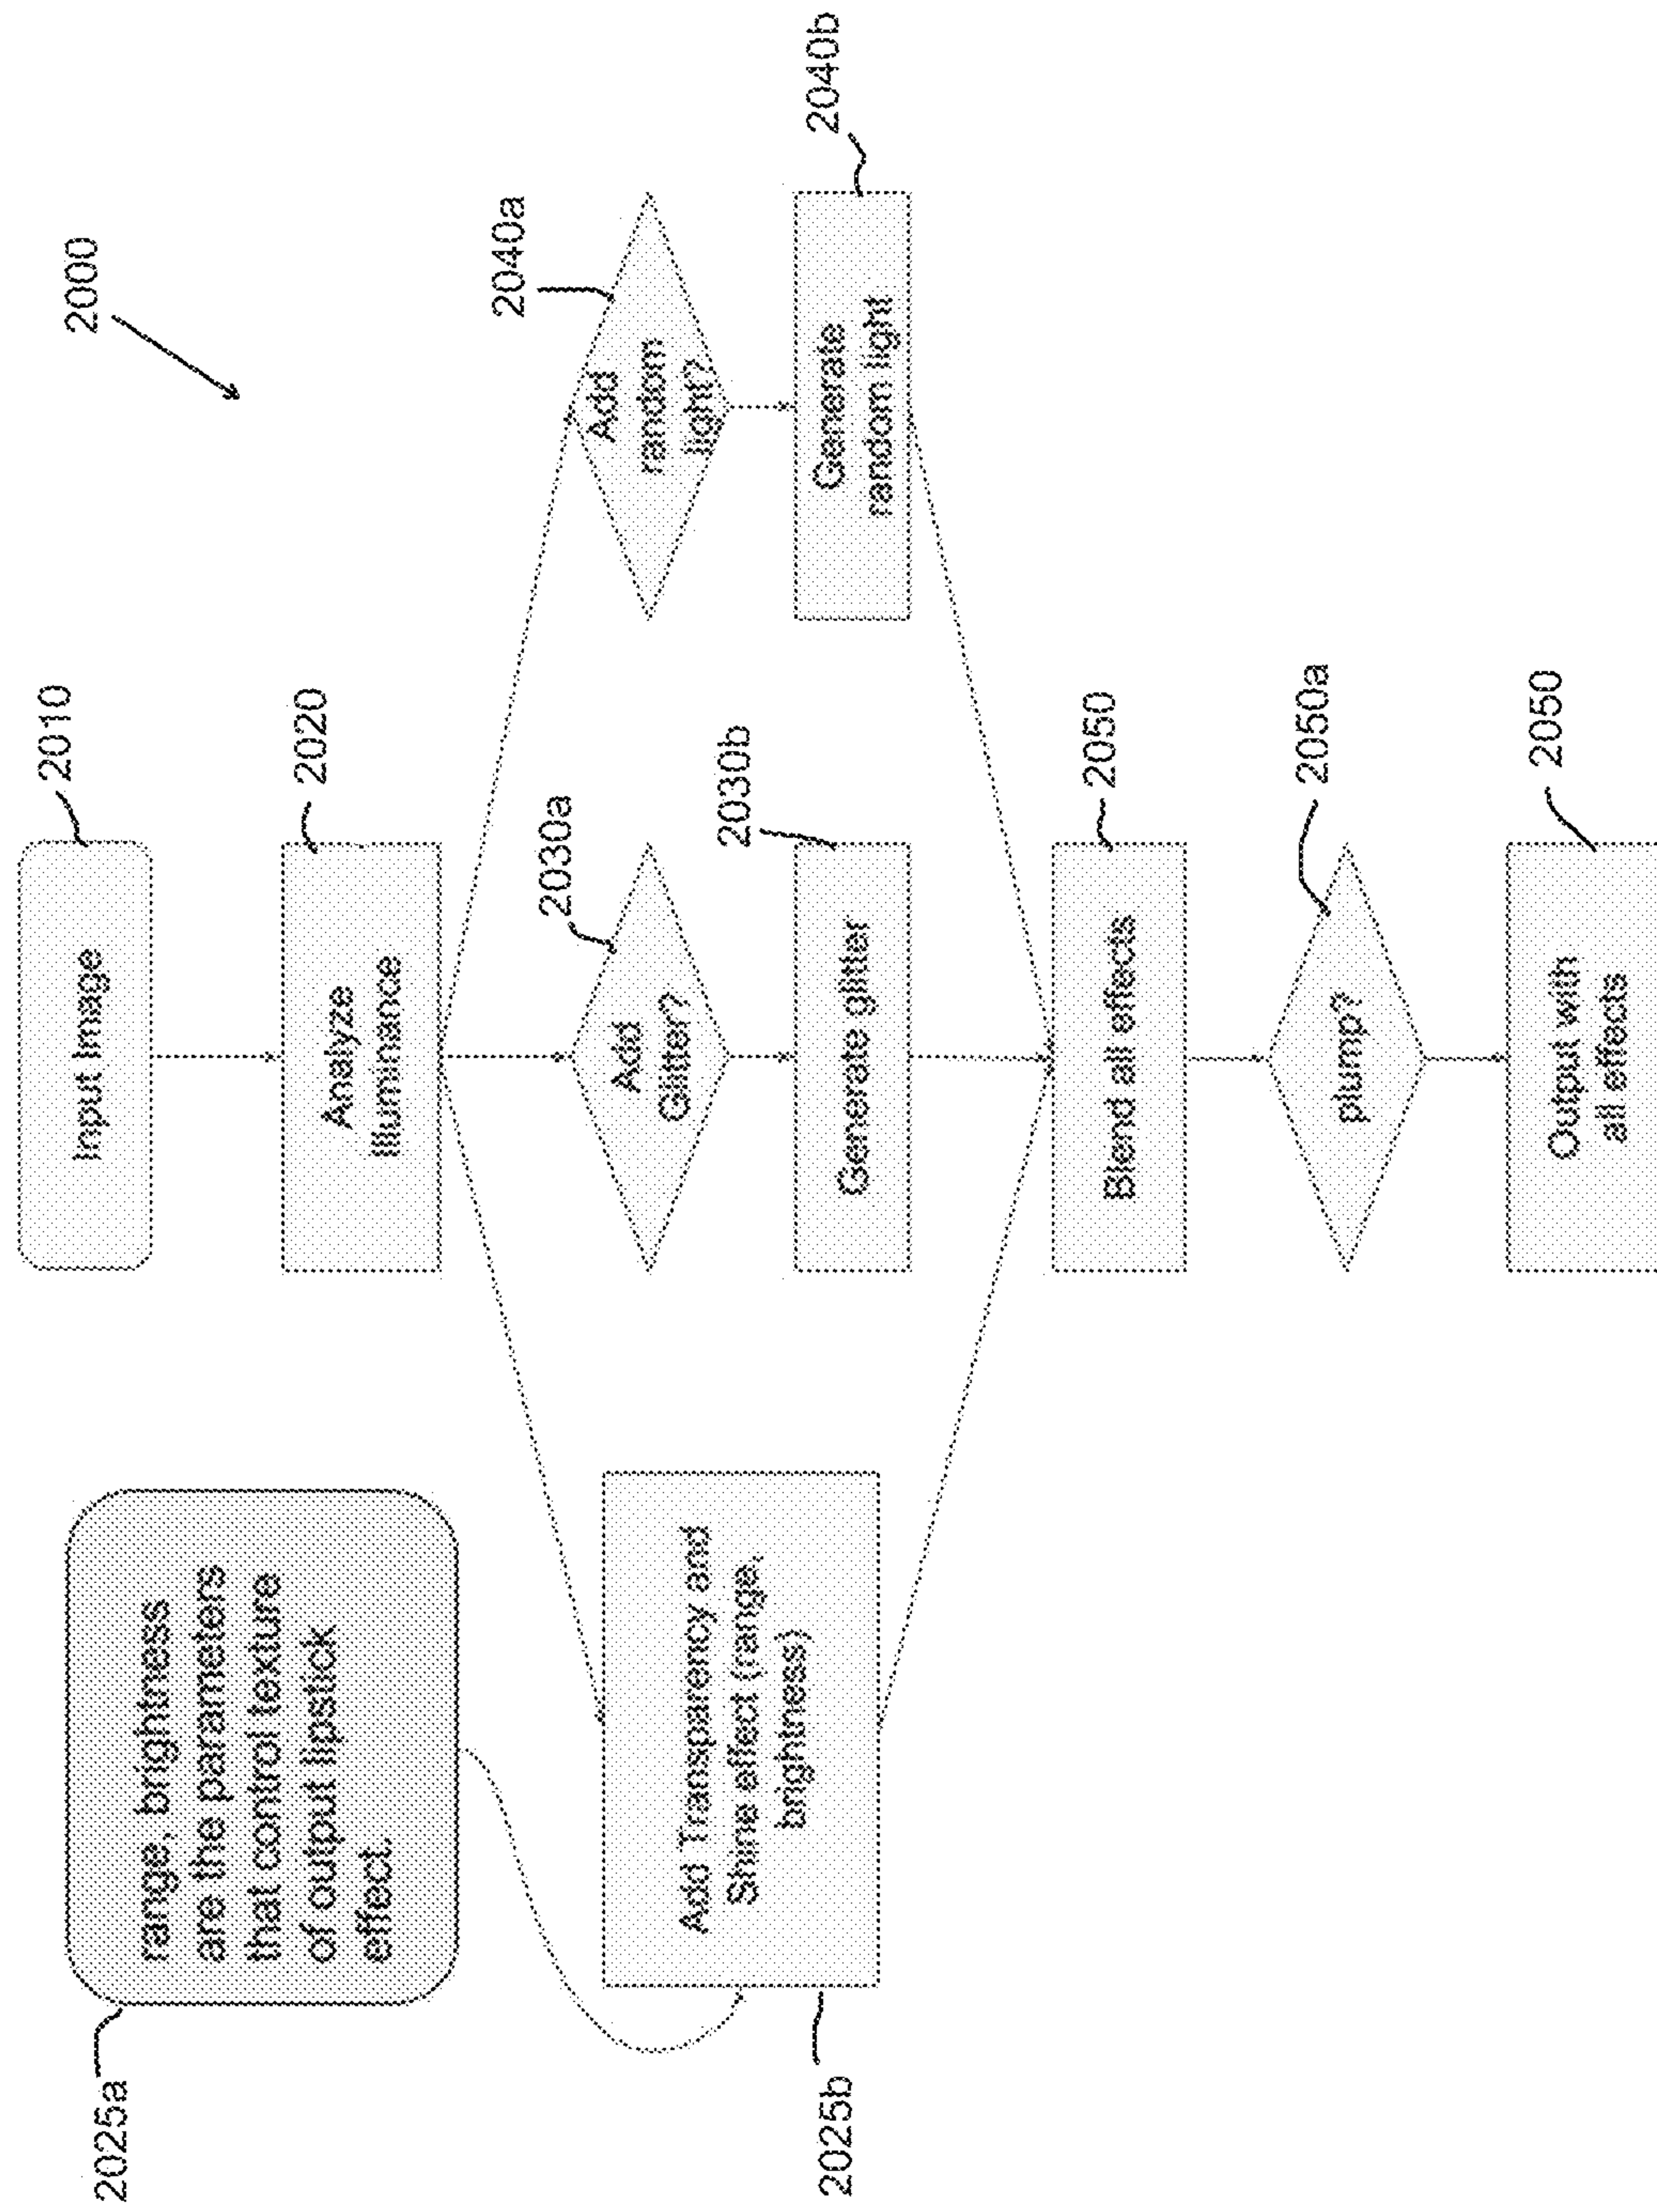 2000
Input Image
2010
Analyze
Illuminance
2020
range, brightness
are the parameters
that control texture
of output lipstick
effect.
2025a
Add Transparency and
Shine effect (range,
brightness)
2025b
Add
Glitter?
2030a
Generate glitter
2030b
Add
random
light?
2040a
Generate
random light
2040b
Blend all effects
2050
plump?
2050a
Output with
all effects
2050